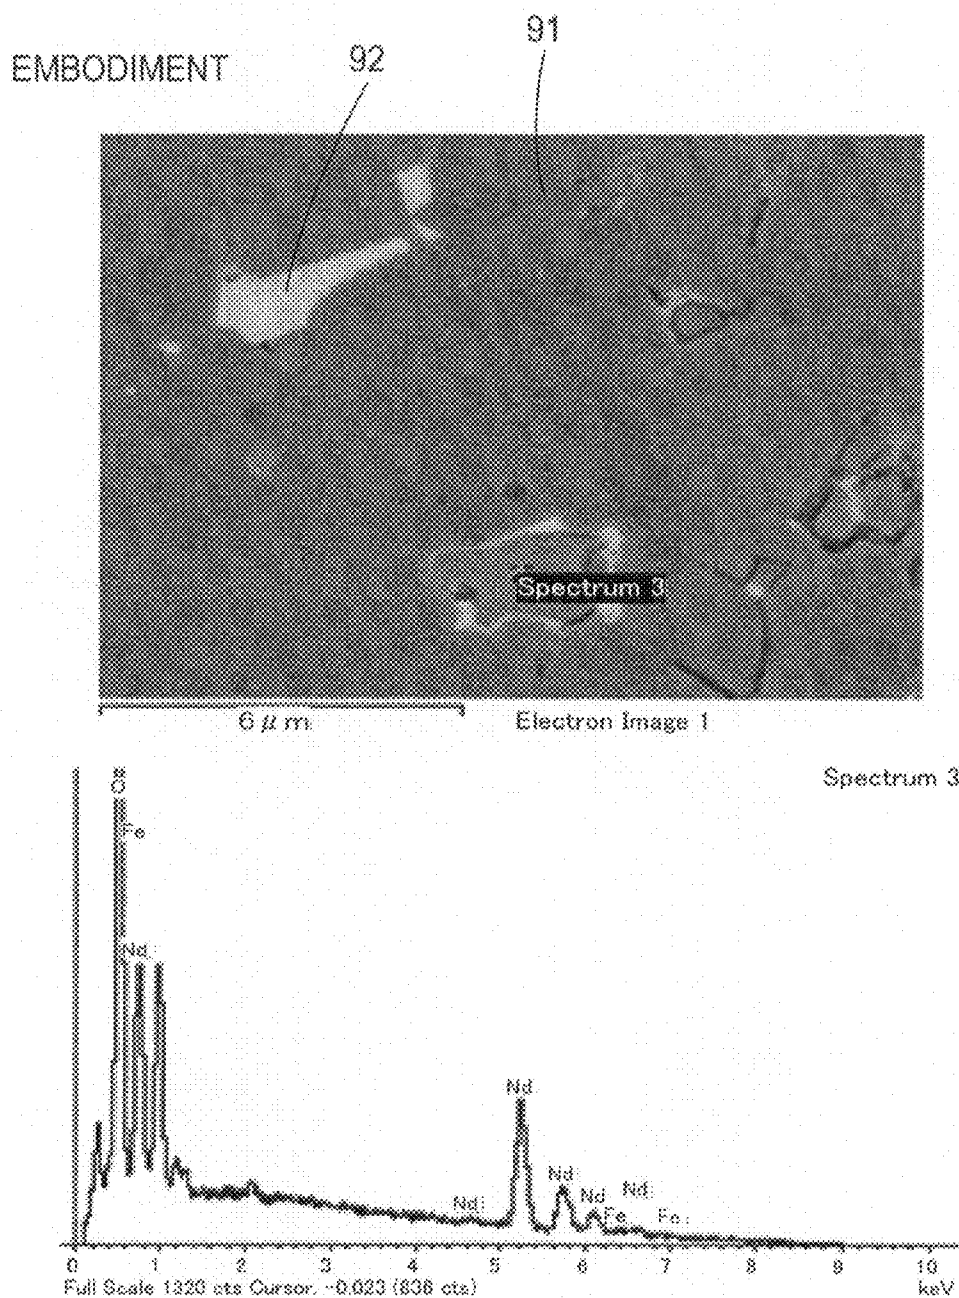 91
EMBODIMENT 92
Spectrum 3
6 μm Electron Image 1
Spectrum 3
O
Fe
Nd
Nd
Nd
Nd
Nd
Nd
Fe
Fe
0 1 2 3 4 5 6 7 8 9 10
Full Scale 1320 cts Cursor: -0.023 (636 cts) keV